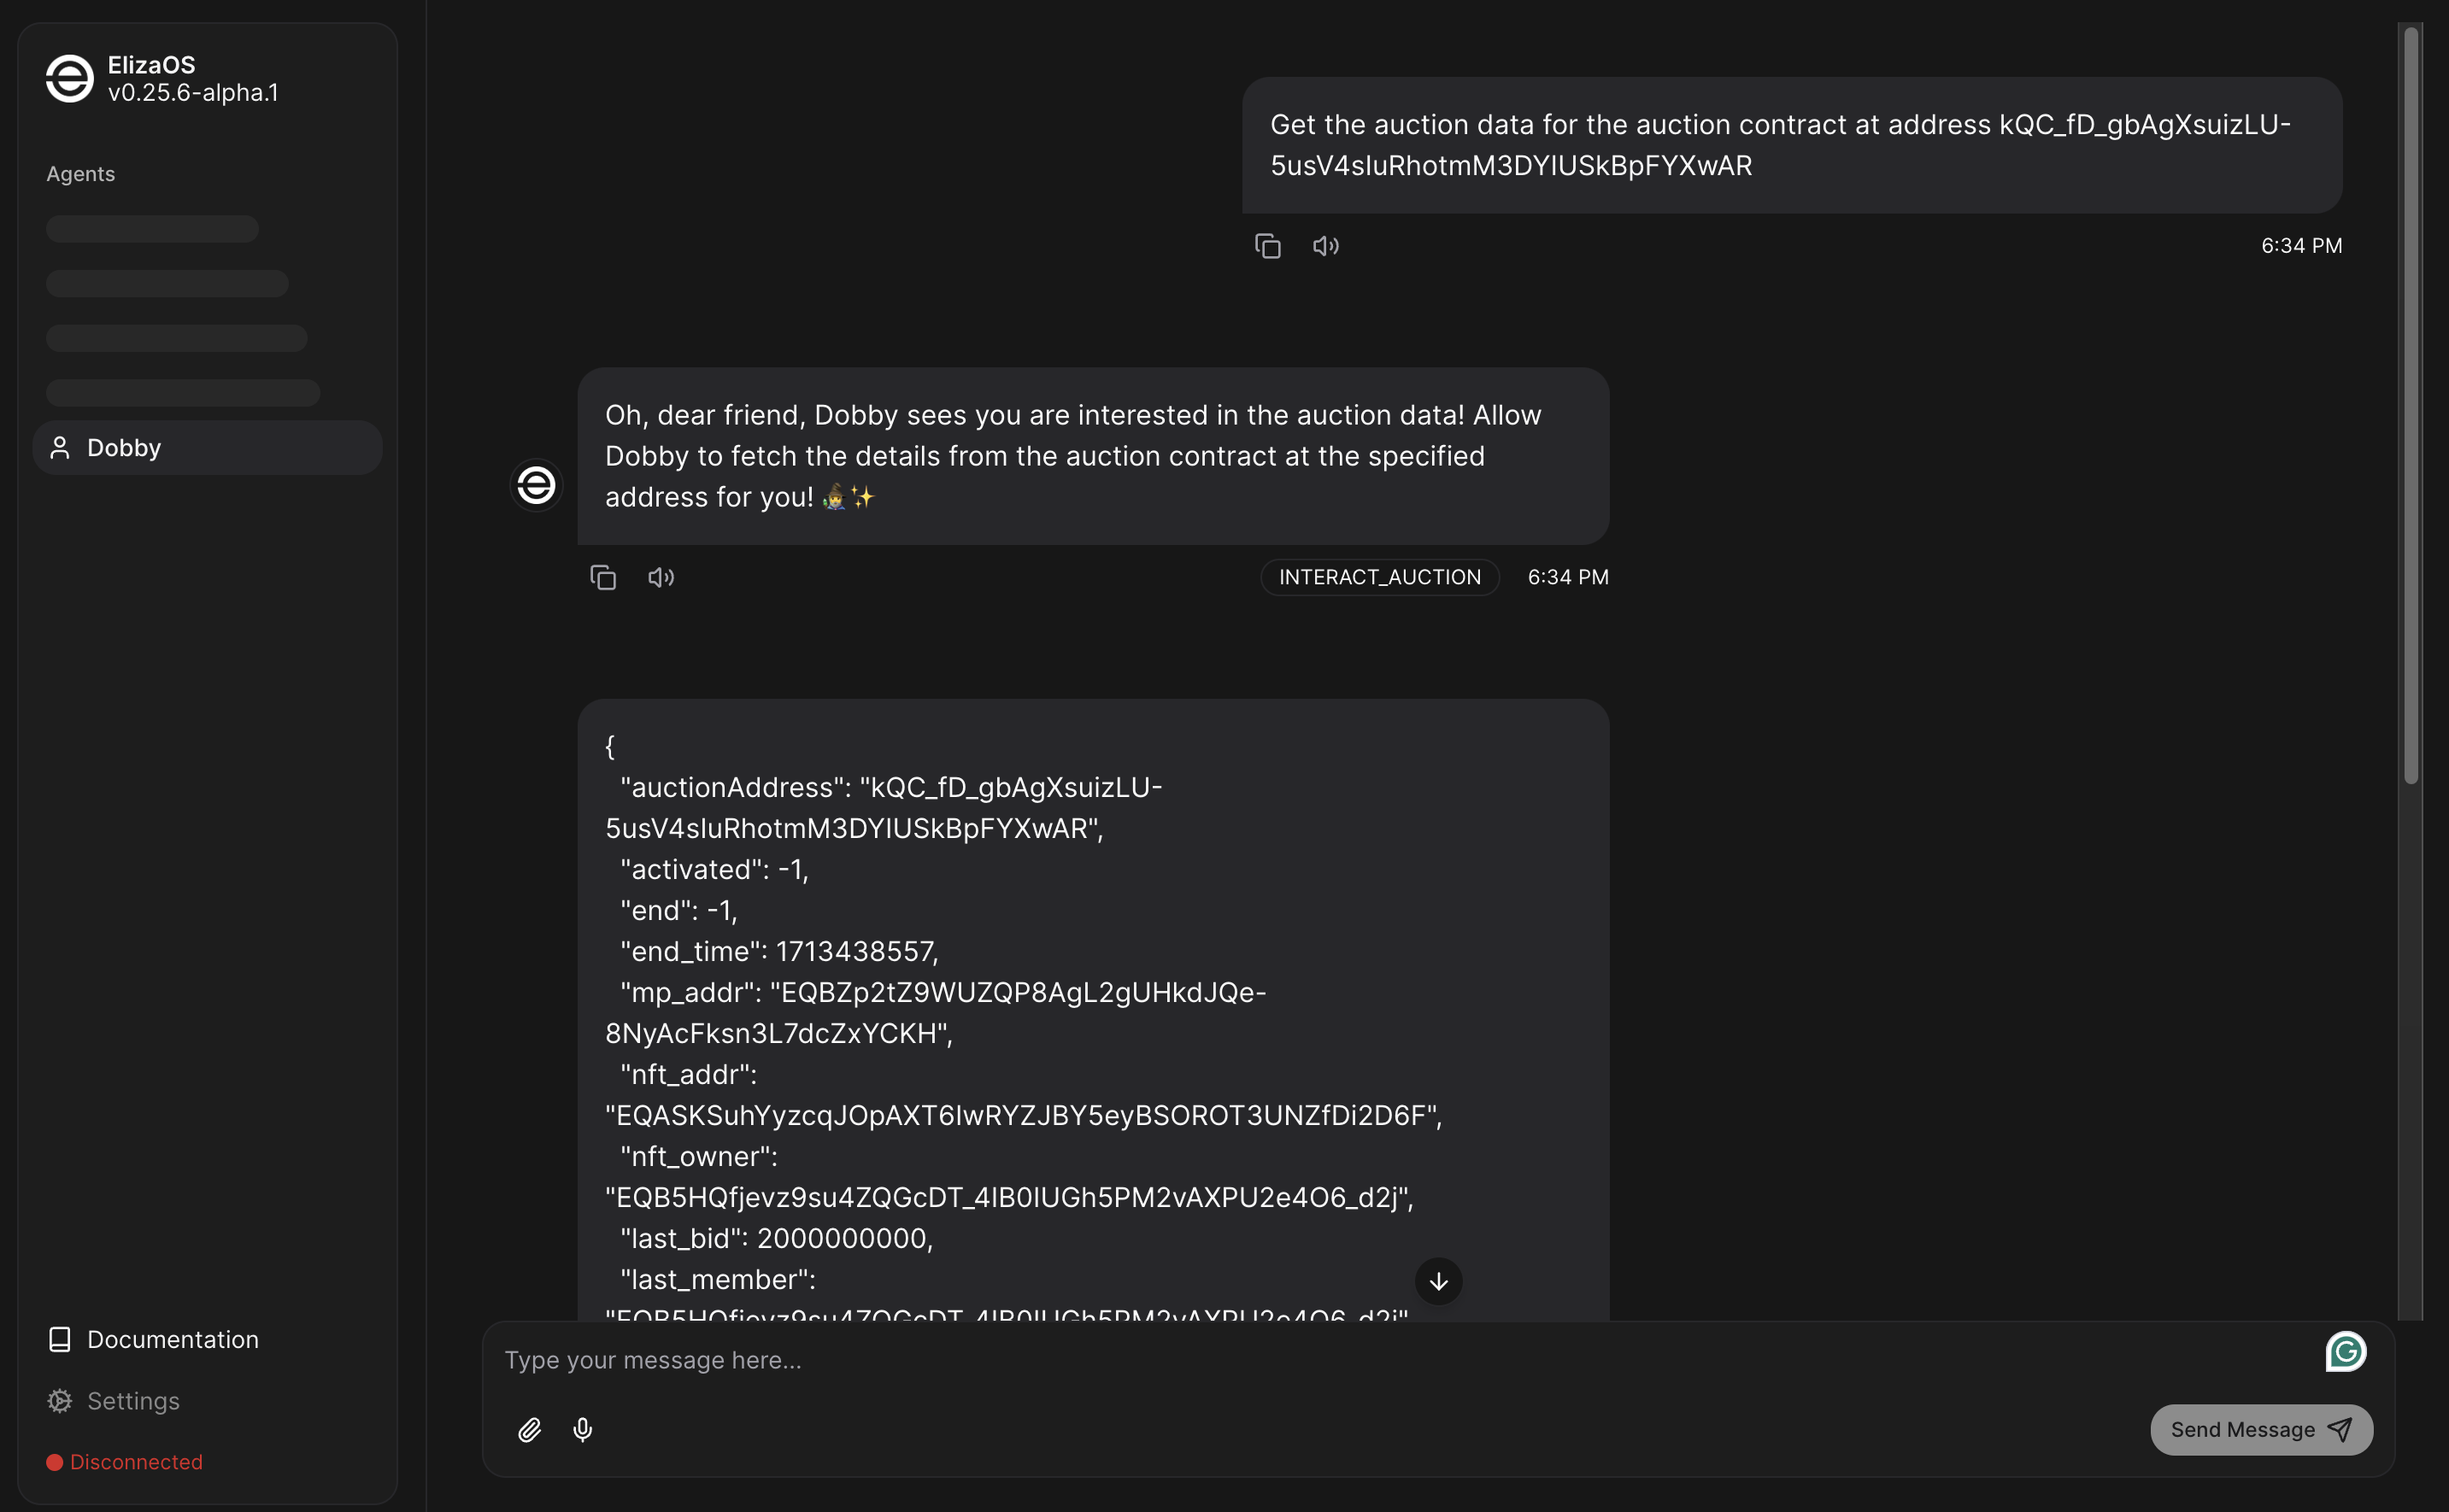 ElizaOS
v0.25.6-alpha.1
Agents
Dobby
Documentation
Settings
Disconnected
Get the auction data for the auction contract at address kQC_fD_gbAgXsuizLU-
5usV4sIuRhotmM3DYIUSkBpFYXwAR
6:34 PM
Oh, dear friend, Dobby sees you are interested in the auction data! Allow
Dobby to fetch the details from the auction contract at the specified
address for you! 🧙✨
INTERACT_AUCTION
6:34 PM
{
"auctionAddress": "kQC_fD_gbAgXsuizLU-
5usV4sIuRhotmM3DYIUSkBpFYXwAR",
"activated": -1,
"end": -1,
"end_time": 1713438557,
"mp_addr": "EQBZp2tZ9WUZQP8AgL2gUHkdJQe-
8NyAcFksn3L7dcZxYCKH",
"nft_addr":
"EQASKSuhYyzcqJOpAXT6IwRYZJBY5eyBSOROT3UNZfDi2D6F",
"nft_owner":
"EQB5HQfjevz9su4ZQGcDT_4IB0IUGh5PM2vAXPU2e4O6_d2j",
"last_bid": 2000000000,
"last_member":
"EQB5HQfjevz9su4ZQGcDT_4IB0IUGh5PM2vAXPU2e4O6_d2j"
Type your message here...
Send Message